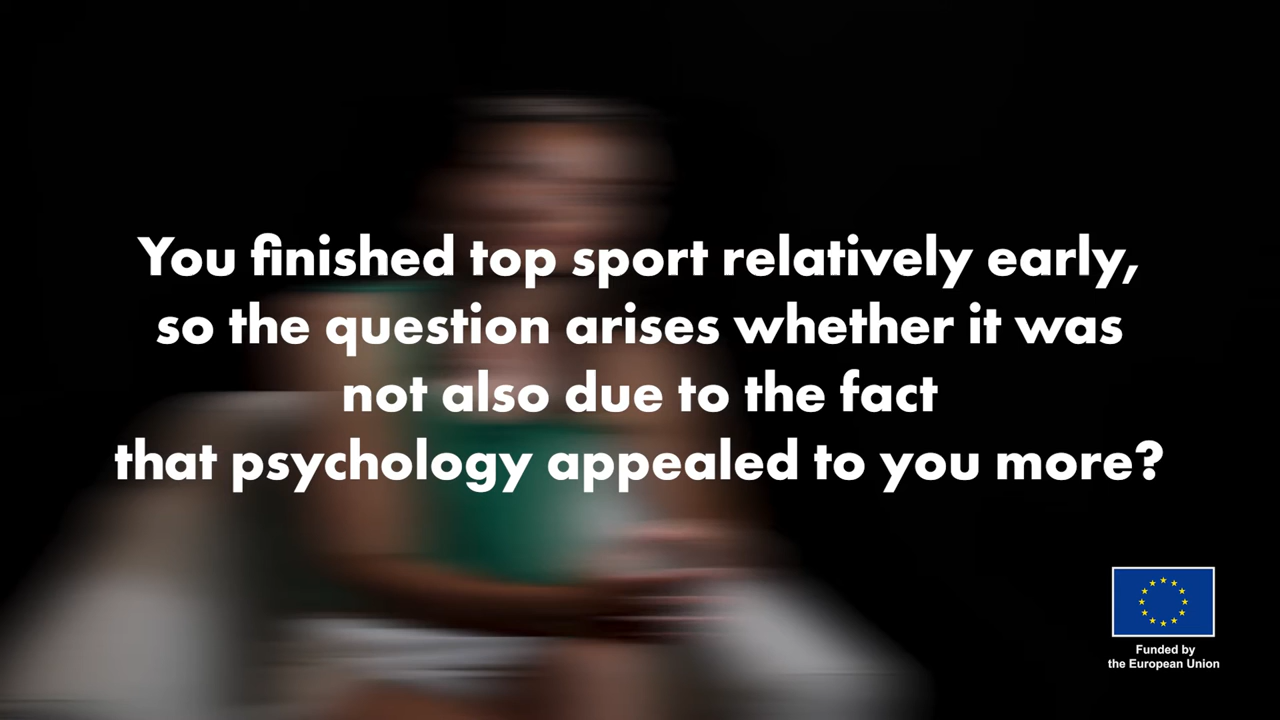 You finished top sport relatively early,
so the question arises whether it was
not also due to the fact
that psychology appealed to you more?
Funded by
the European Union